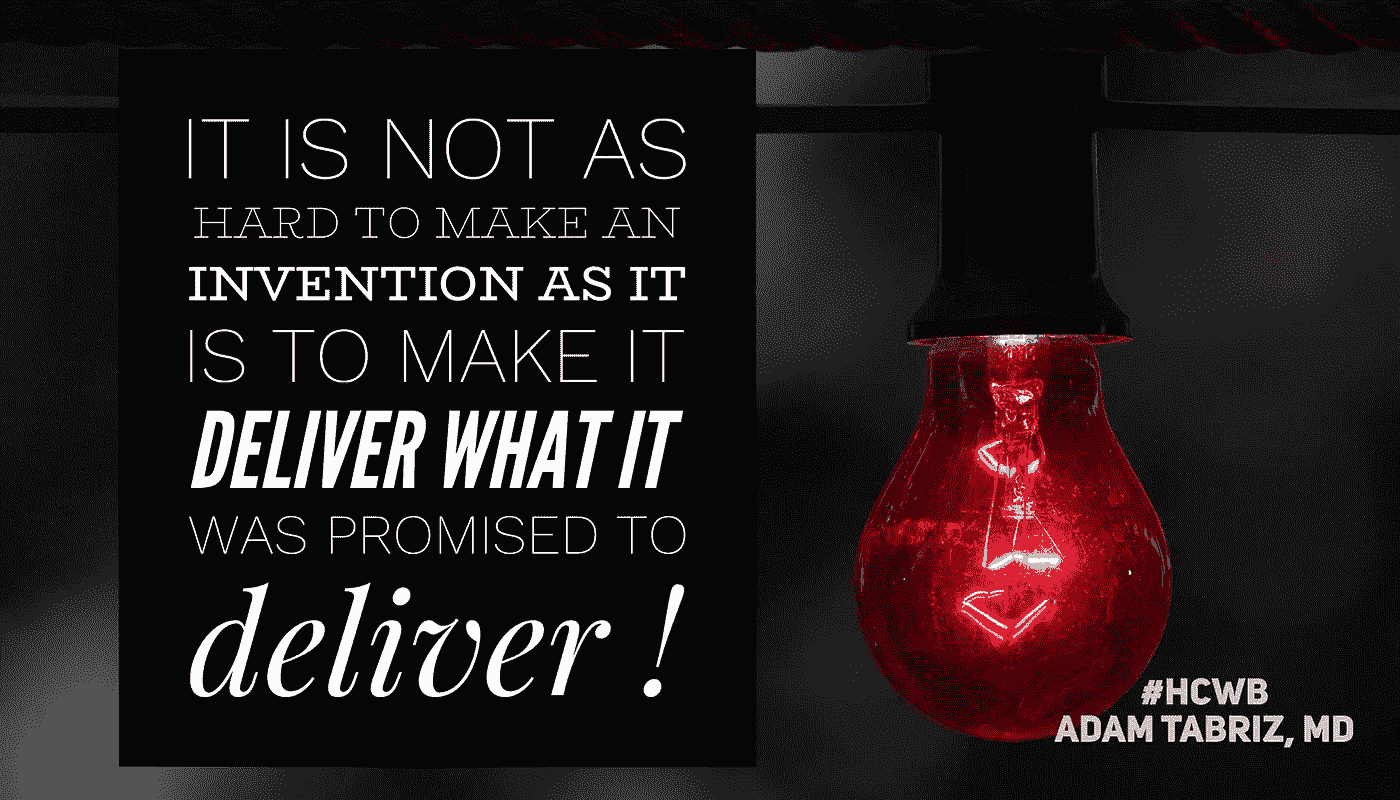 IT IS NOT AS
HARD TO MAKE AN
INVENTION AS IT
IS TO MAKE IT
DELIVER WHAT IT
WAS PROMISED TO
deliver !
#HCWB
ADAM TABRIZ, MD